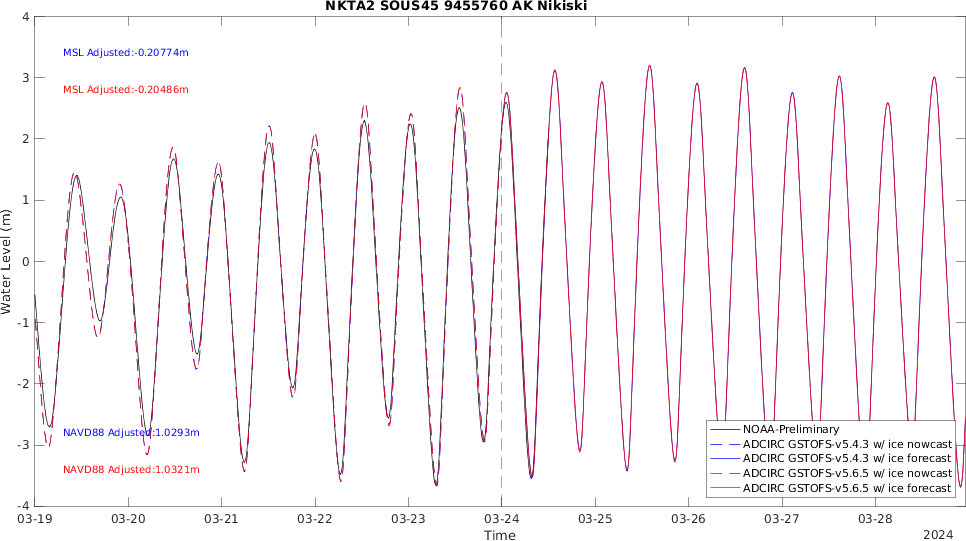 NKTA2 SOUS45 9455760 AK Nikiski
4
3
2
1
0
-1
-2
-3
-4
Water Level (m)
MSL Adjusted:-0.20774m
MSL Adjusted:-0.20486m
NAVD88 Adjusted:1.0293m
NAVD88 Adjusted:1.0321m
NOAA-Preliminary
ADCIRC GSTOFS-v5.4.3 w/ ice nowcast
ADCIRC GSTOFS-v5.4.3 w/ ice forecast
ADCIRC GSTOFS-v5.6.5 w/ ice nowcast
ADCIRC GSTOFS-v5.6.5 w/ ice forecast
03-19 03-20 03-21 03-22 03-23 03-24 03-25 03-26 03-27 03-28
Time
2024